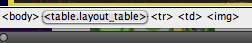 <body> <table.layout_table> <tr> <td> <img>